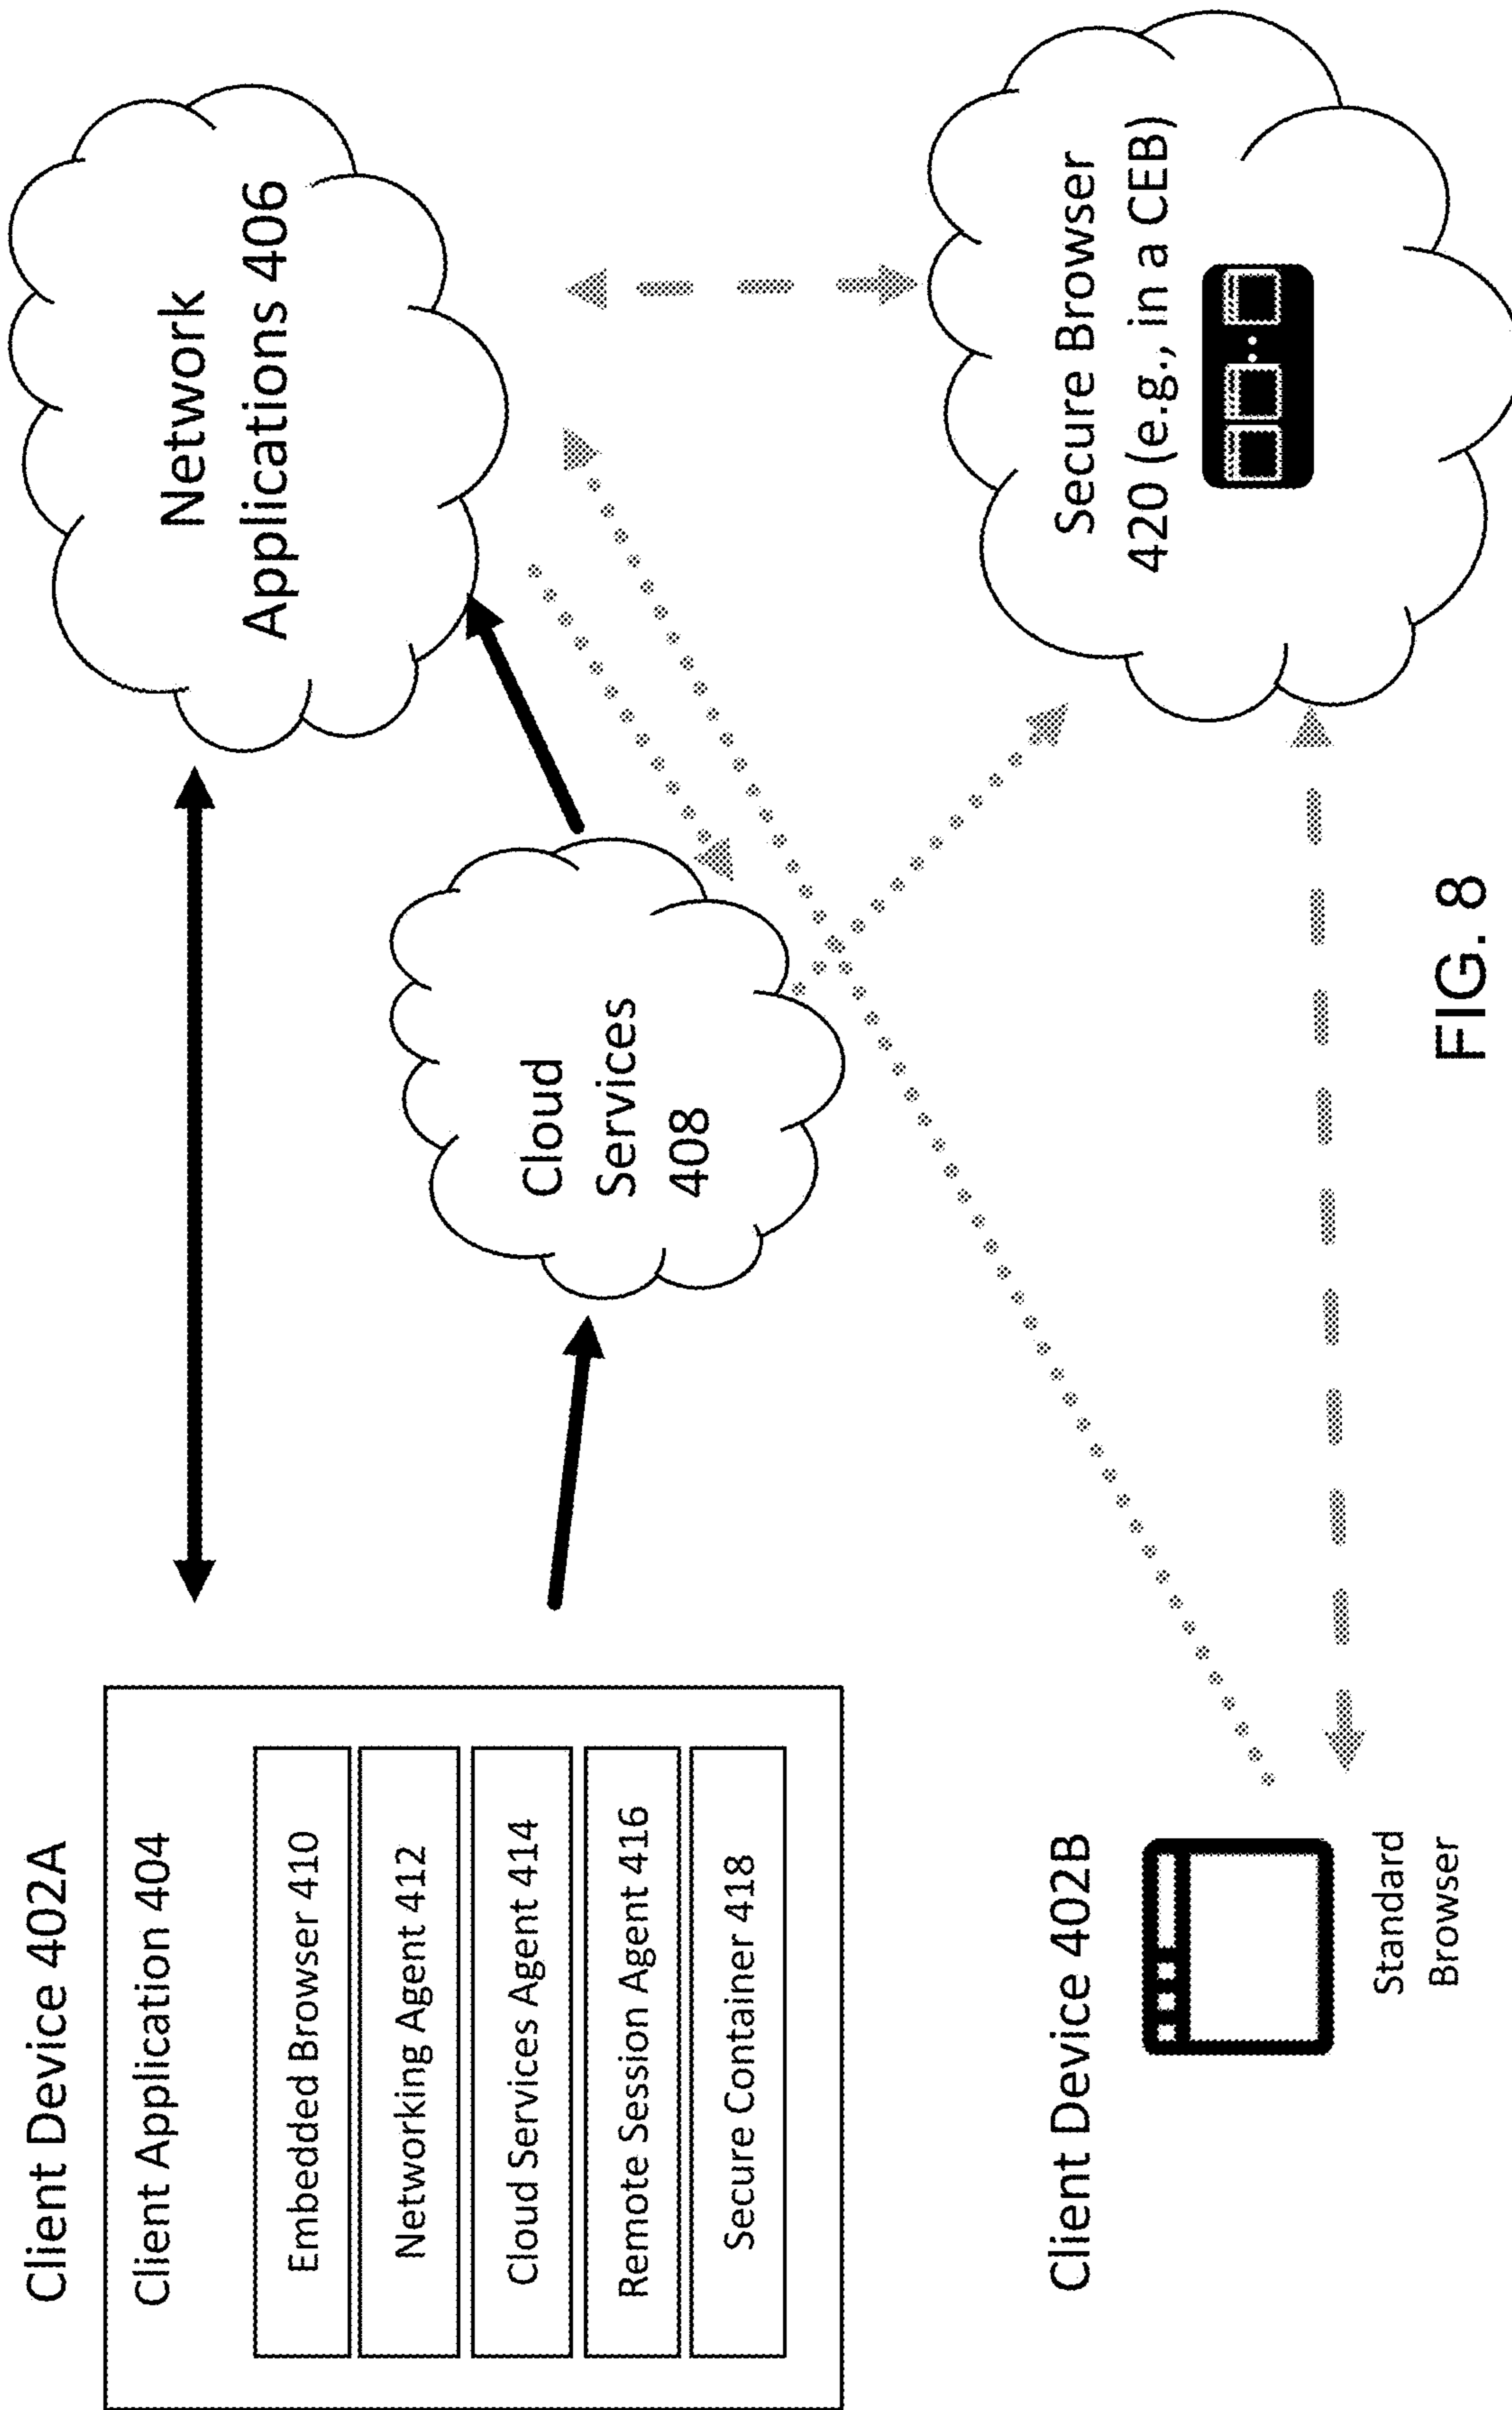 Client Device 402A
Client Application 404
Embedded Browser 410
Networking Agent 412
Cloud Services Agent 414
Remote Session Agent 416
Secure Container 418
Network
Applications 406
Cloud
Services
408
Client Device 402B
Standard
Browser
Secure Browser
420 (e.g., in a CEB)
FIG. 8